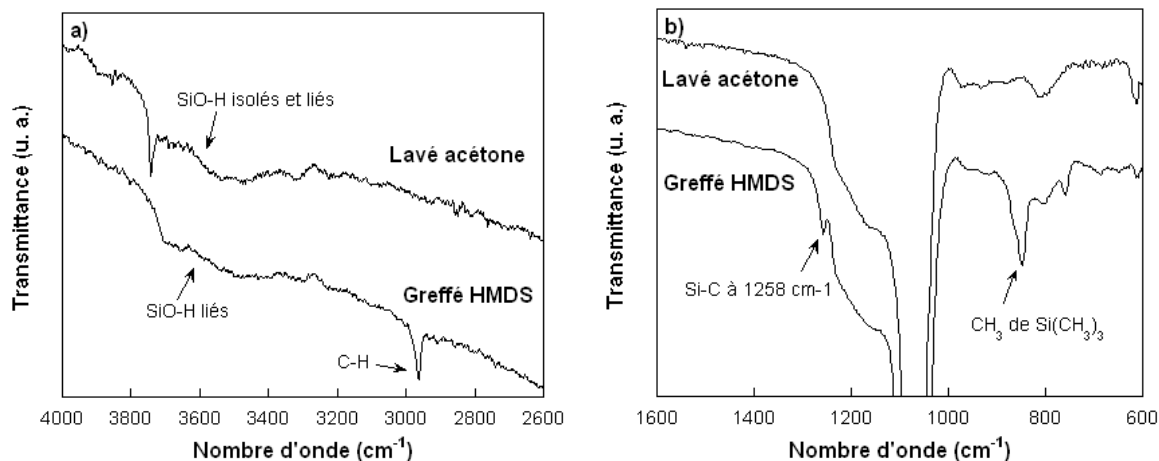 a)
Transmittance (u. a.)
SiO-H isolés et liés
Lavé acétone
Greffé HMDS
SiO-H liés
C-H
4000 3800 3600 3400 3200 3000 2800 2600
Nombre d'onde (cm-1)
b)
Transmittance (u. a.)
Lavé acétone
Greffé HMDS
Si-C à 1258 cm-1
CH3 de Si(CH3)3
1600 1400 1200 1000 800 600
Nombre d'onde (cm-1)